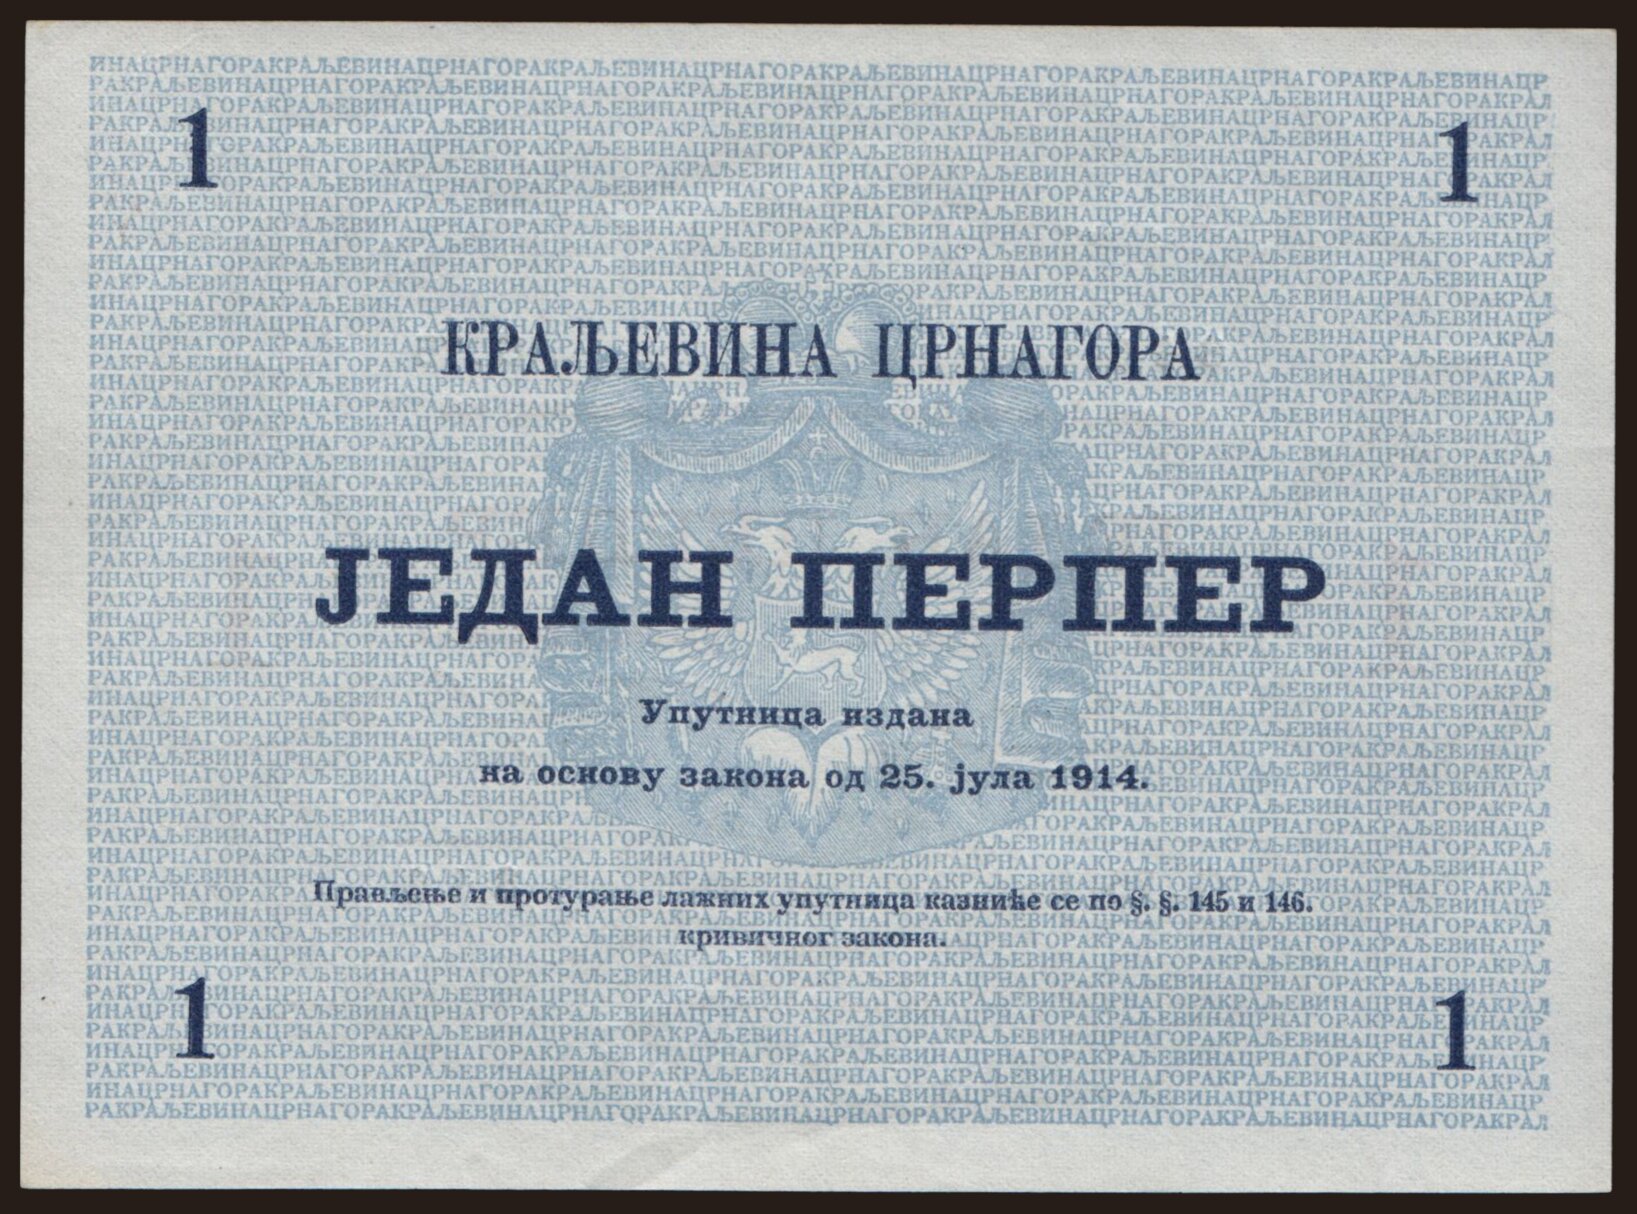 1 1
КРАЉЕВИНА ЦРНАГОРА
ЈЕДАН ПЕРПЕР
Упутница издана
на основу закона од 25. јула 1914.
Прављење и протурање лажних упутница казниће се по §. §. 145 и 146.
кривичног закона.
1 1